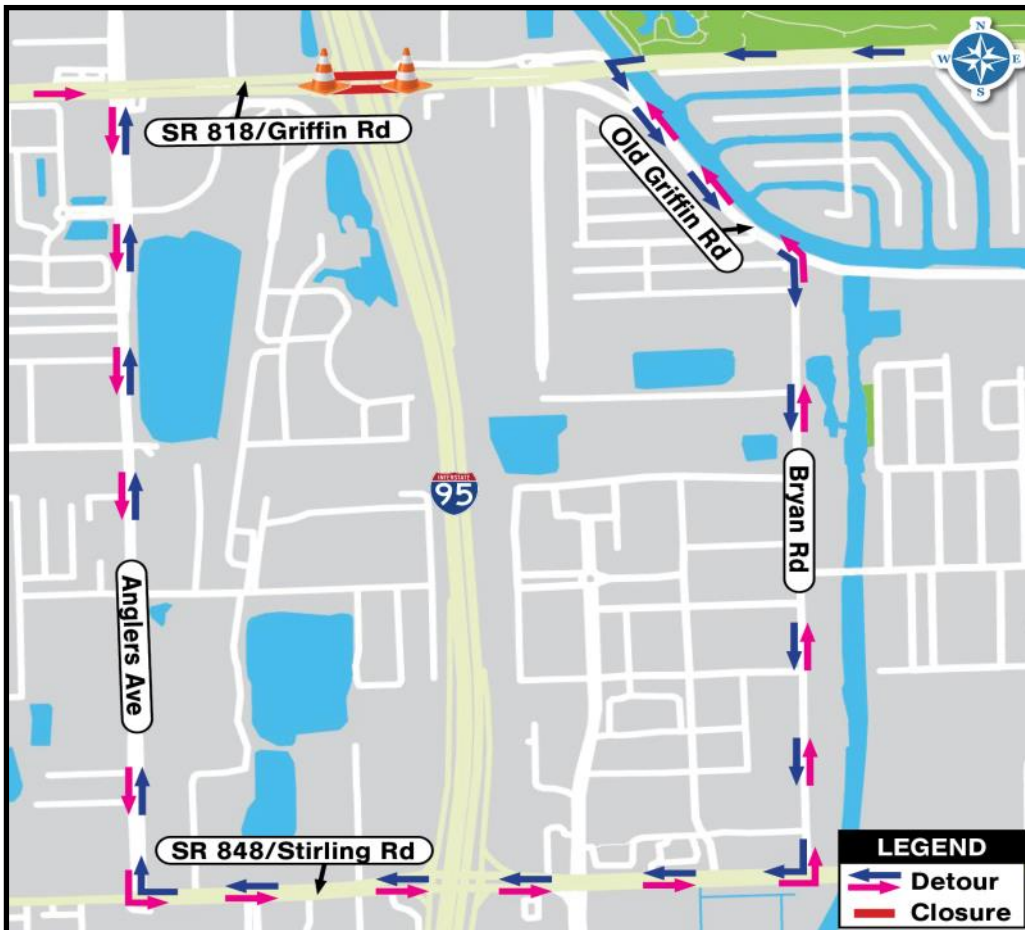 N
W E
S
SR 818/Griffin Rd
Old Griffin Rd
INTERSTATE
95
Bryan Rd
Anglers Ave
SR 848/Stirling Rd
LEGEND
Detour
Closure